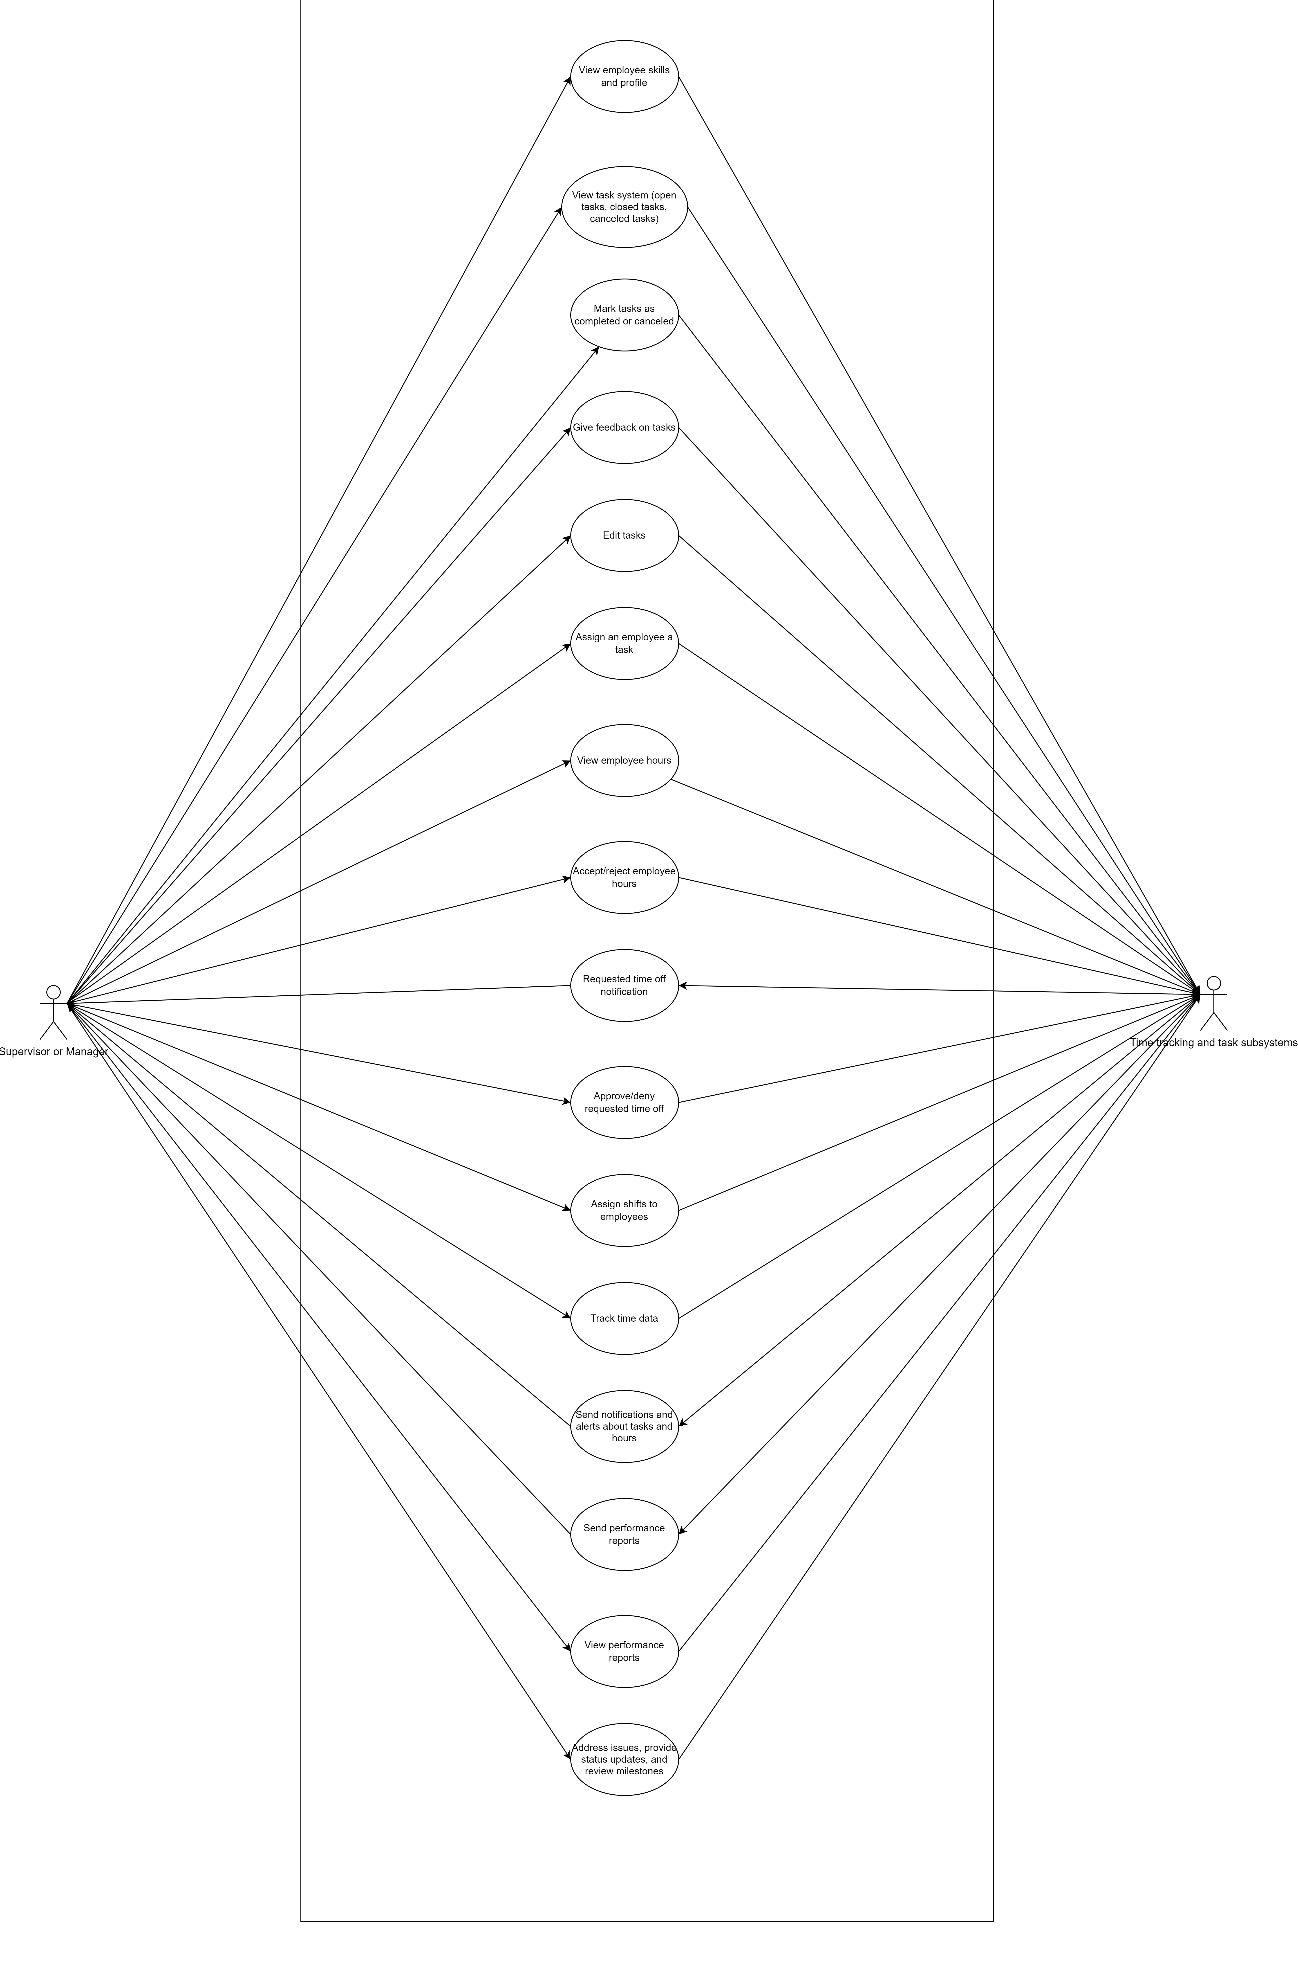 View employee skills
and profile
View task system (open
tasks, closed tasks,
canceled tasks)
Mark tasks as
completed or canceled
Give feedback on tasks
Edit tasks
Assign an employee a
task
View employee hours
Accept/reject employee
hours
Requested time off
notification
Supervisor or Manager
Time tracking and task subsystems
Approve/deny
requested time off
Assign shifts to
employees
Track time data
Send notifications and
alerts about tasks and
hours
Send performance
reports
View performance
reports
Address issues, provide
status updates, and
review milestones